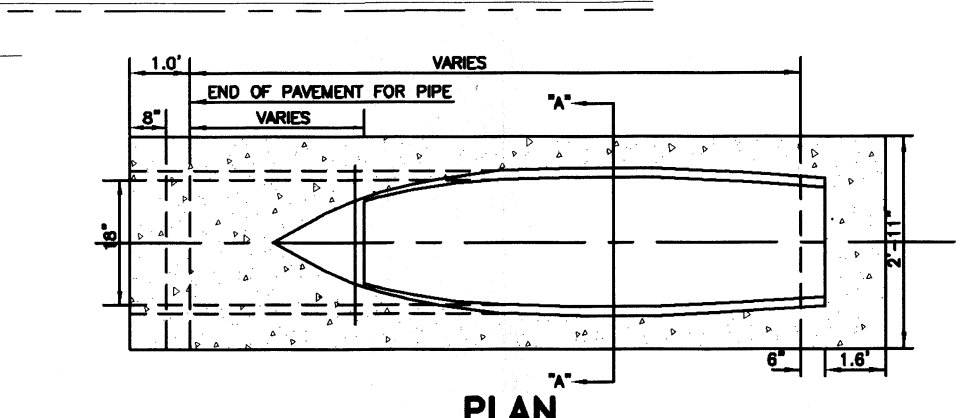 1.0'
VARIES
END OF PAVEMENT FOR PIPE
8"
VARIES
"A"
18"
2'-11"
6"
1.6'
"A"
PLAN